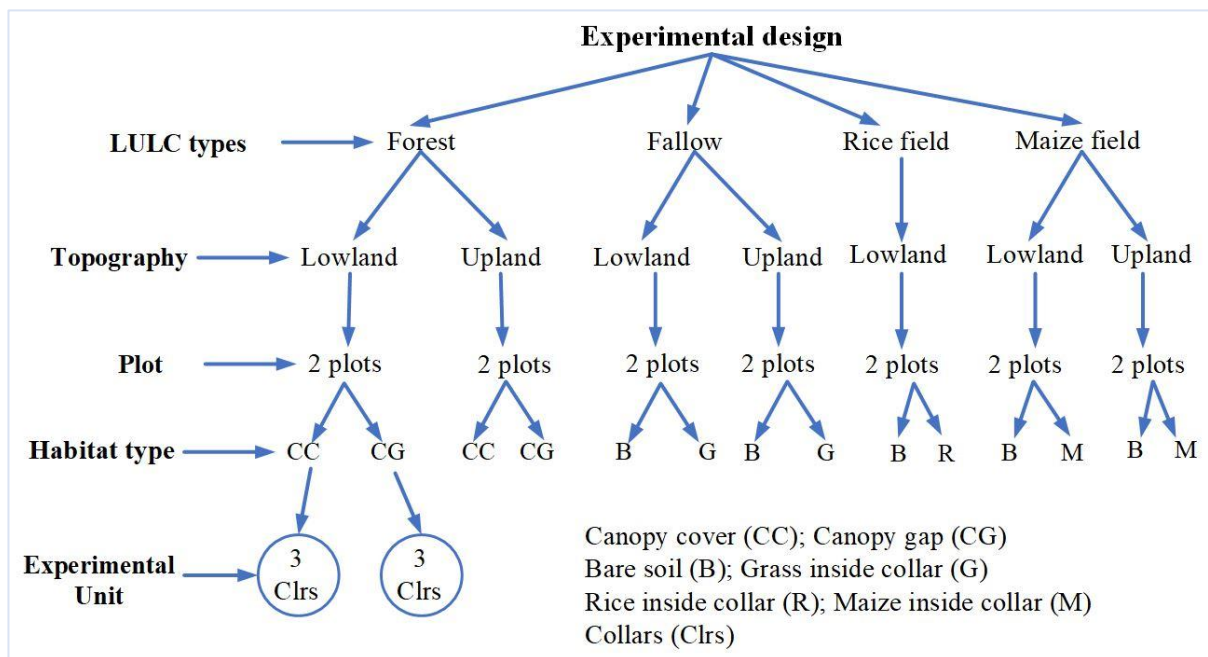 Experimental design
LULC types Forest Fallow Rice field Maize field
Topography Lowland Upland Lowland Upland Lowland Lowland Upland
Plot 2 plots 2 plots 2 plots 2 plots 2 plots 2 plots 2 plots
Habitat type CC CG CC CG B G B G B R B M B M
Experimental
Unit
3
Clrs
3
Clrs
Canopy cover (CC); Canopy gap (CG)
Bare soil (B); Grass inside collar (G)
Rice inside collar (R); Maize inside collar (M)
Collars (Clrs)